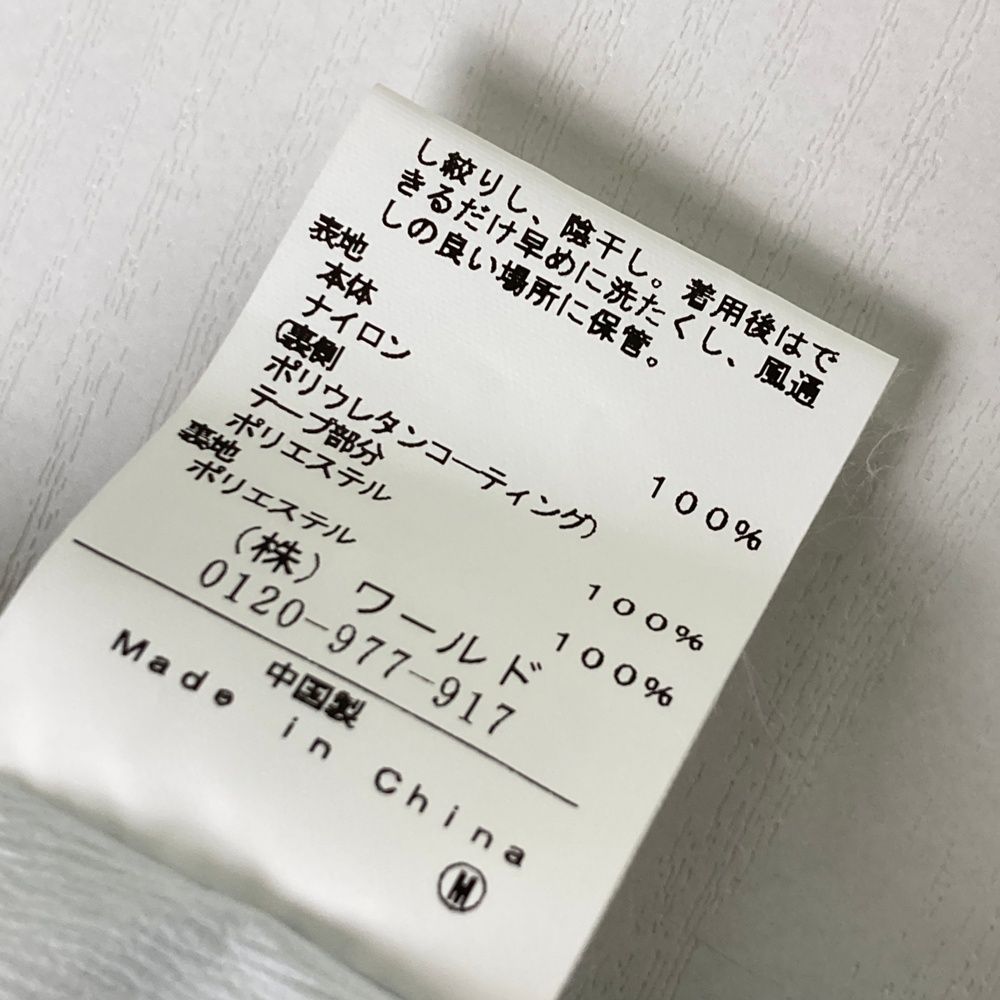 し絞りし、陰干し。着用後はで
きるだけ早めに洗たくし、風通
しの良い場所に保管。
表地
本体
ナイロン 100%
(裏側
ポリウレタンコーティング)
テープ部分
ポリエステル 100%
裏地
ポリエステル 100%
(株)ワールド
0120-977-917
中国製
Made in China
M